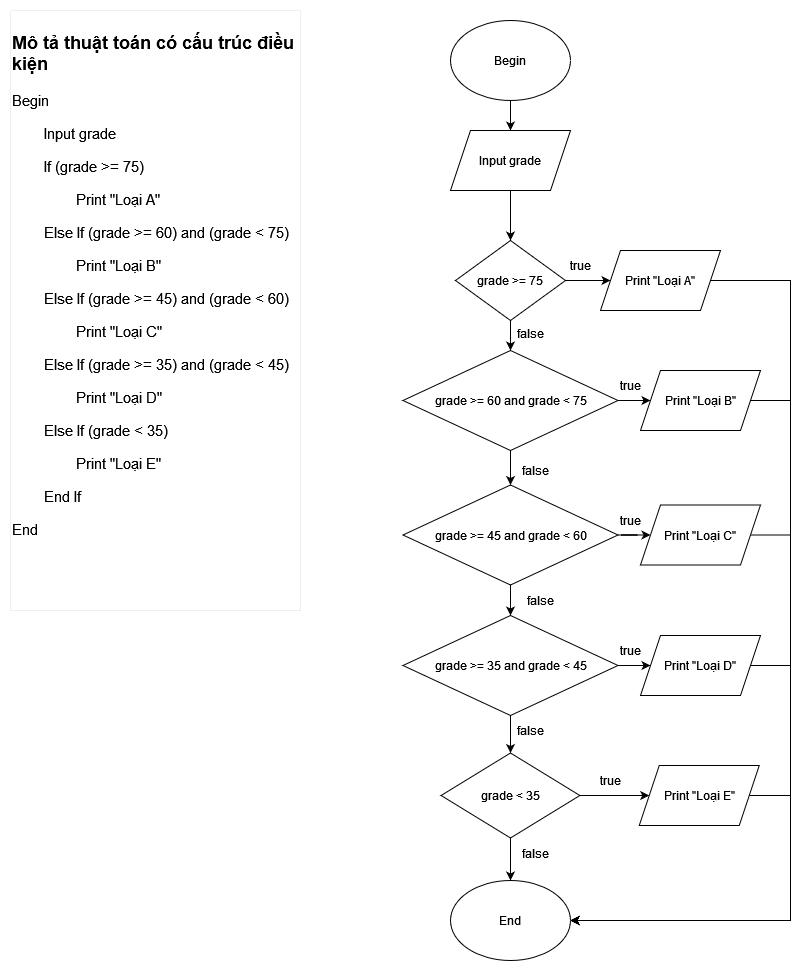 Mô tả thuật toán có cấu trúc điều
kiện
Begin
Input grade
If (grade >= 75)
Print "Loại A"
Else If (grade >= 60) and (grade < 75)
Print "Loại B"
Else If (grade >= 45) and (grade < 60)
Print "Loại C"
Else If (grade >= 35) and (grade < 45)
Print "Loại D"
Else If (grade < 35)
Print "Loại E"
End If
End
Begin
Input grade
grade >= 75
true
Print "Loại A"
false
grade >= 60 and grade < 75
true
Print "Loại B"
false
grade >= 45 and grade < 60
true
Print "Loại C"
false
grade >= 35 and grade < 45
true
Print "Loại D"
false
grade < 35
true
Print "Loại E"
false
End